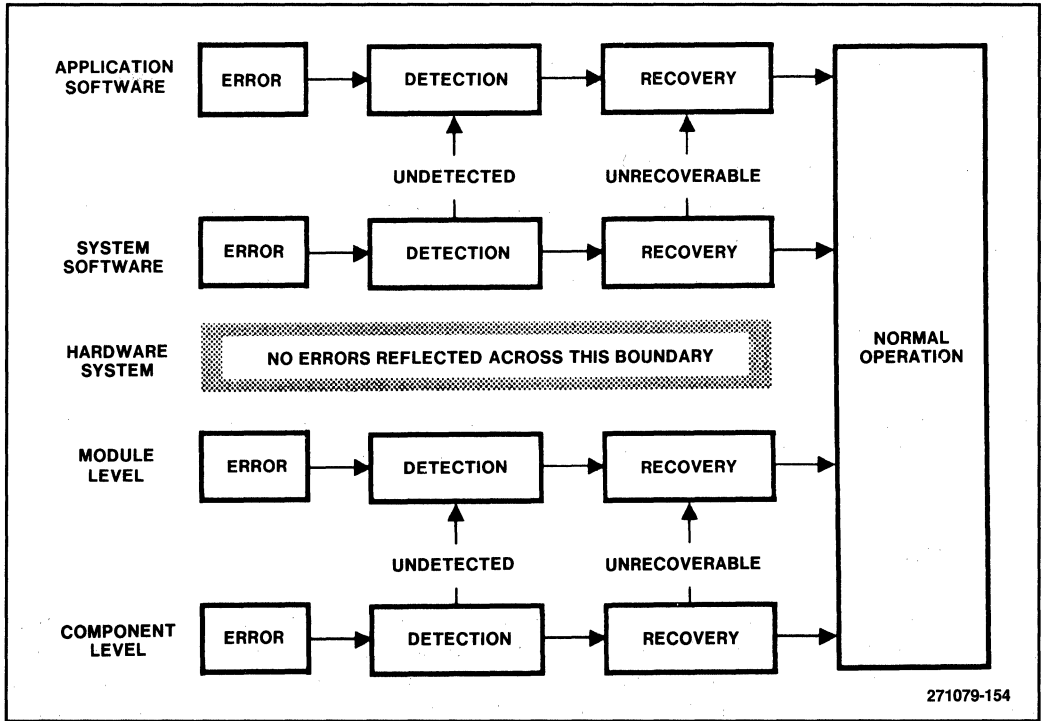 APPLICATION
SOFTWARE
ERROR
DETECTION
RECOVERY
UNDETECTED
UNRECOVERABLE
SYSTEM
SOFTWARE
ERROR
DETECTION
RECOVERY
HARDWARE
SYSTEM
NO ERRORS REFLECTED ACROSS THIS BOUNDARY
NORMAL
OPERATION
MODULE
LEVEL
ERROR
DETECTION
RECOVERY
UNDETECTED
UNRECOVERABLE
COMPONENT
LEVEL
ERROR
DETECTION
RECOVERY
271079-154